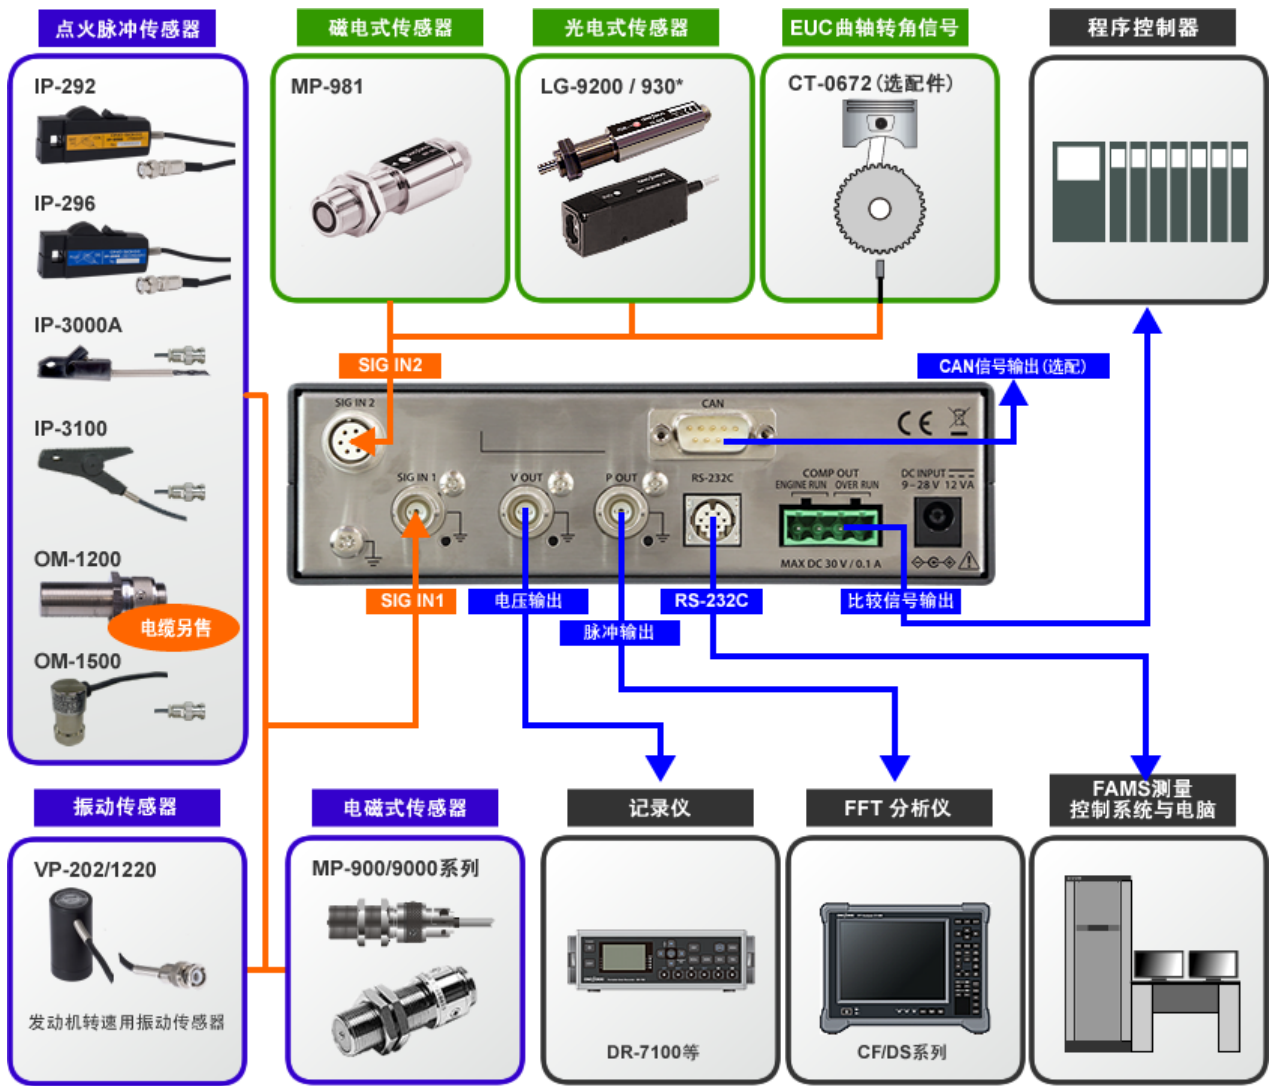 点火脉冲传感器
磁电式传感器
光电式传感器
EUC曲轴转角信号
程序控制器
IP-292
IP-296
IP-3000A
IP-3100
OM-1200
电缆另售
OM-1500
MP-981
LG-9200 / 930*
CT-0672 (选配件)
SIG IN2
CAN信号输出(选配)
SIG IN 2
CAN
SIG IN 1
V OUT
P OUT
RS-232C
COMP OUT
ENGINE RUN OVER RUN
DC INPUT
9－28 V 12 VA
MAX DC 30 V / 0.1 A
SIG IN1
电压输出
脉冲输出
RS-232C
比较信号输出
振动传感器
电磁式传感器
记录仪
FFT 分析仪
FAMS测量
控制系统与电脑
VP-202/1220
发动机转速用振动传感器
MP-900/9000系列
DR-7100等
CF/DS系列